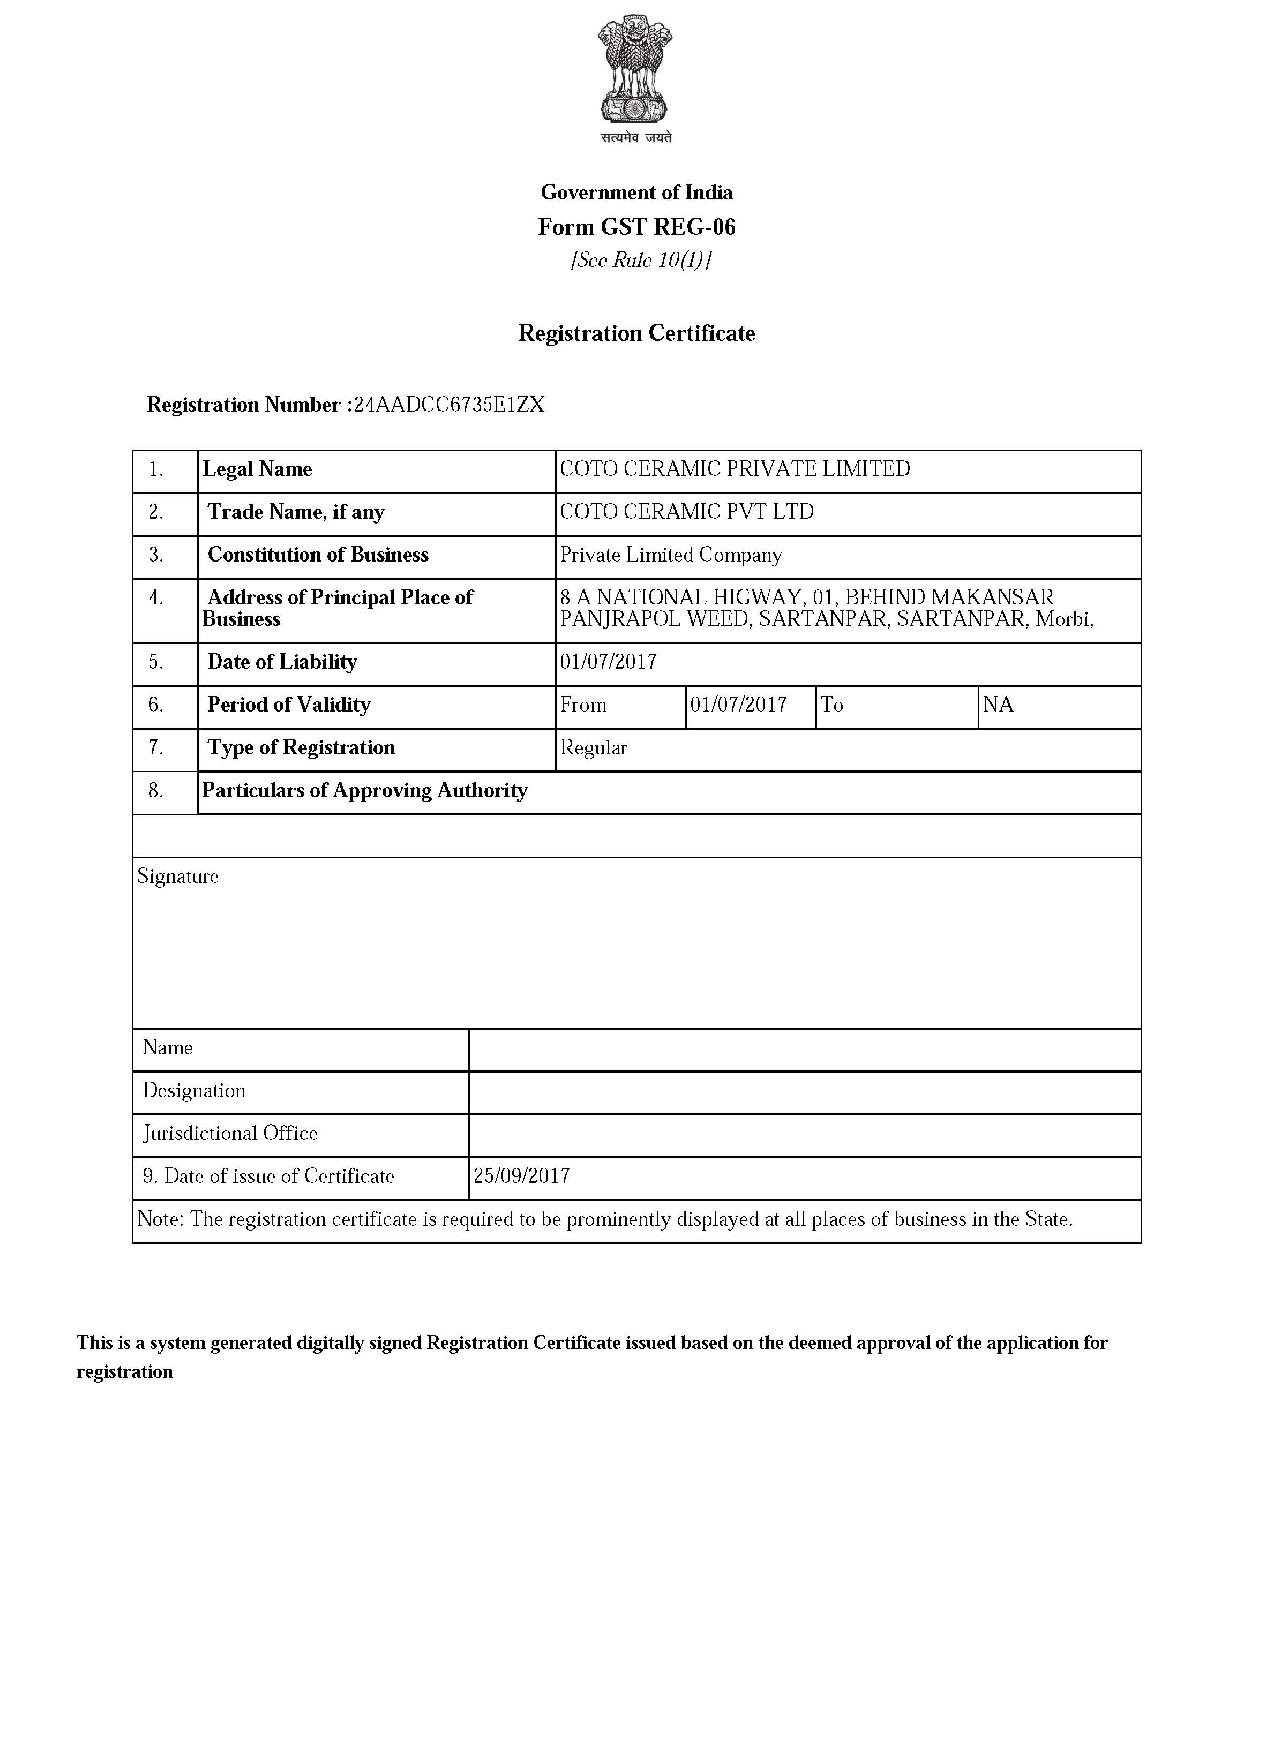 सत्यमेव जयते
Government of India
Form GST REG-06
[See Rule 10(1)]
Registration Certificate
Registration Number :24AADCC6735E1ZX
1. Legal Name COTO CERAMIC PRIVATE LIMITED
2. Trade Name, if any COTO CERAMIC PVT LTD
3. Constitution of Business Private Limited Company
4. Address of Principal Place of 8 A NATIONAL HIGWAY, 01, BEHIND MAKANSAR
Business PANJRAPOL WEED, SARTANPAR, SARTANPAR, Morbi,
5. Date of Liability 01/07/2017
6. Period of Validity From 01/07/2017 To NA
7. Type of Registration Regular
8. Particulars of Approving Authority
Signature
Name
Designation
Jurisdictional Office
9. Date of issue of Certificate 25/09/2017
Note: The registration certificate is required to be prominently displayed at all places of business in the State.
This is a system generated digitally signed Registration Certificate issued based on the deemed approval of the application for
registration